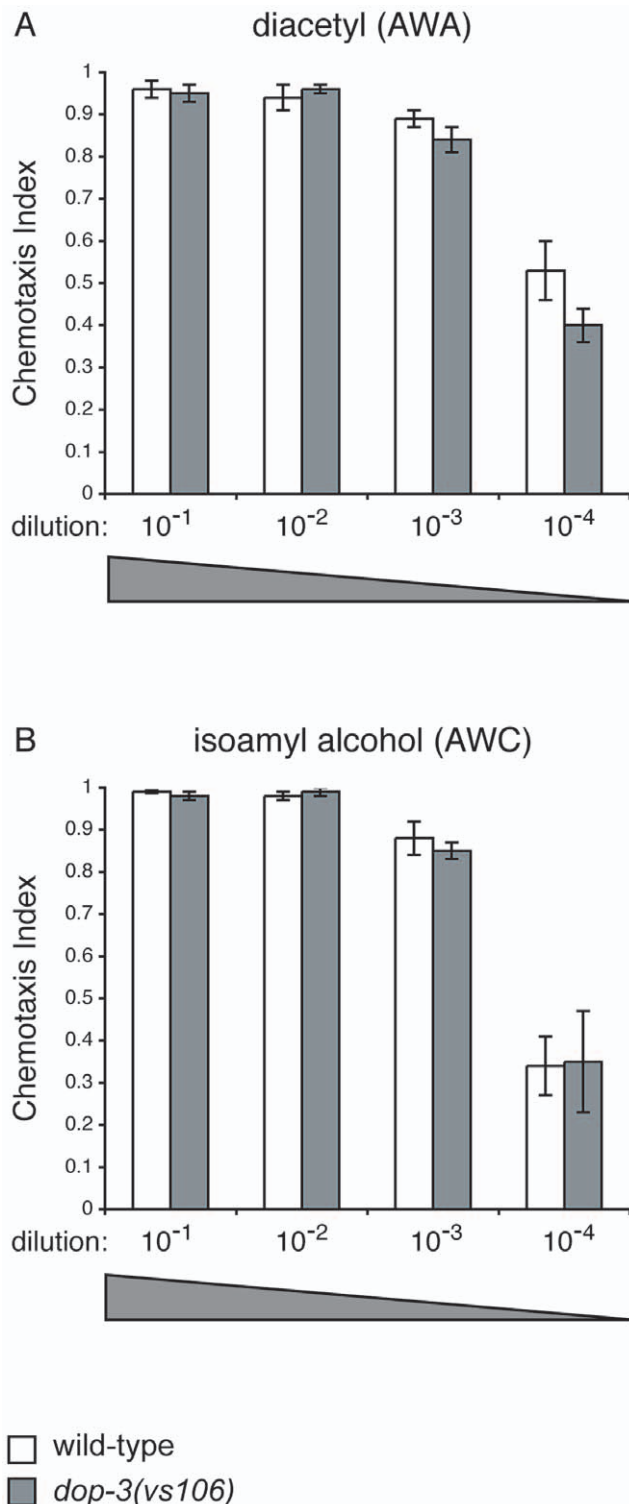 A diacetyl (AWA)
Chemotaxis Index
1
0.9
0.8
0.7
0.6
0.5
0.4
0.3
0.2
0.1
0
dilution: 10⁻¹ 10⁻² 10⁻³ 10⁻⁴
B isoamyl alcohol (AWC)
Chemotaxis Index
1
0.9
0.8
0.7
0.6
0.5
0.4
0.3
0.2
0.1
0
dilution: 10⁻¹ 10⁻² 10⁻³ 10⁻⁴
wild-type
dop-3(vs106)